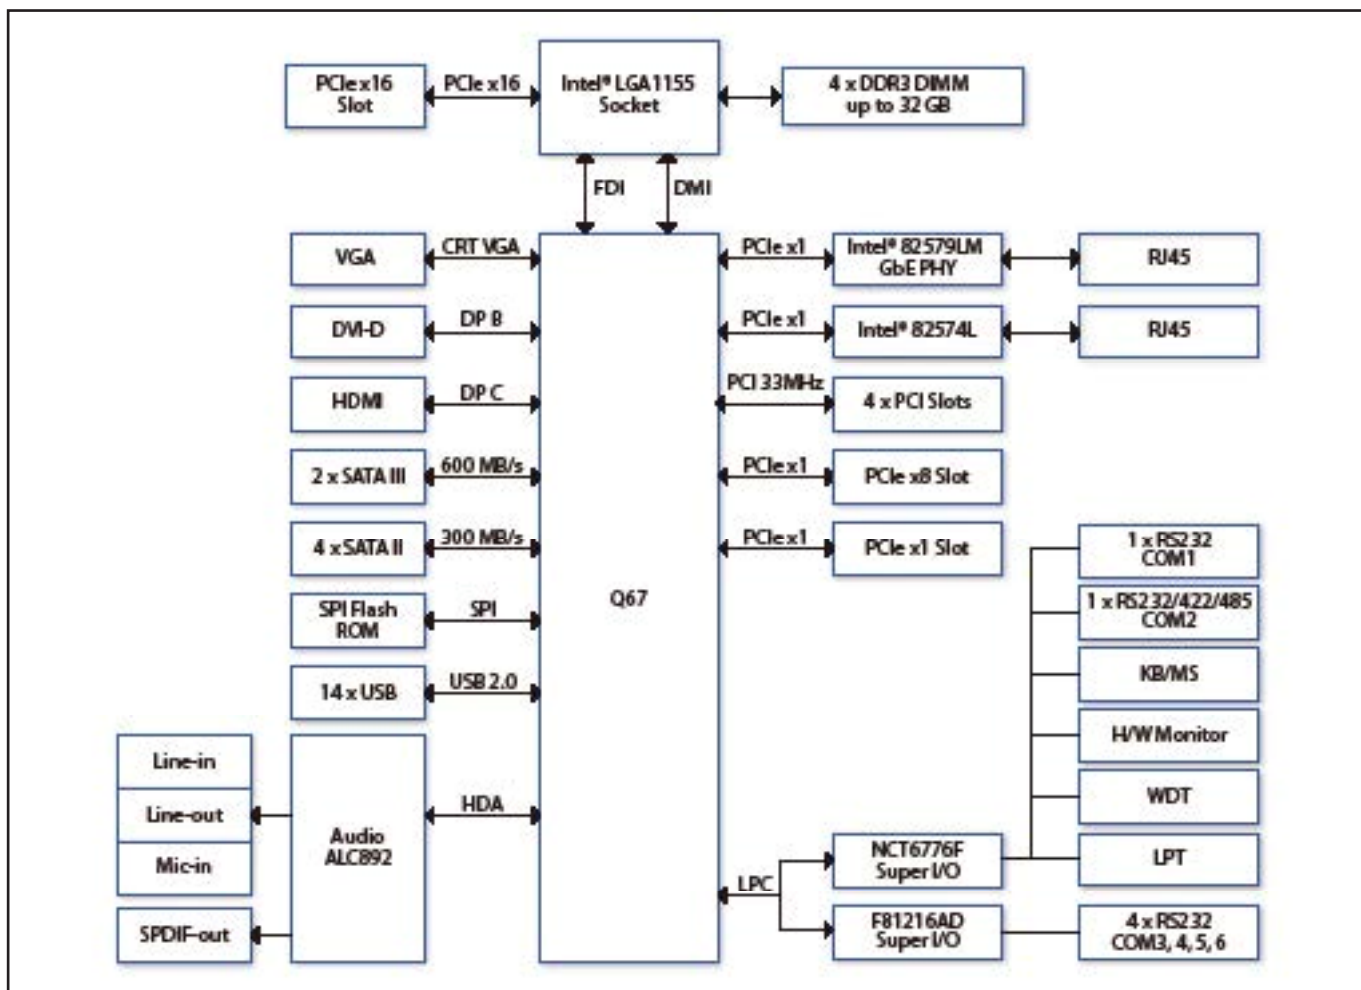 PCIe x16
Slot
PCIe x16
Intel® LGA1155
Socket
4 x DDR3 DIMM
up to 32 GB
FDI
DMI
VGA
CRT VGA
PCIe x1
Intel® 82579LM
GbE PHY
RJ45
DVI-D
DP B
PCIe x1
Intel® 82574L
RJ45
HDMI
DP C
PCI 33MHz
4 x PCI Slots
2 x SATA III
600 MB/s
PCIe x1
PCIe x8 Slot
4 x SATA II
300 MB/s
PCIe x1
PCIe x1 Slot
1 x RS232
COM1
SPI Flash
ROM
SPI
Q67
1 x RS232/422/485
COM2
14 x USB
USB 2.0
KB/MS
H/W Monitor
Line-in
Line-out
Mic-in
SPDIF-out
Audio
ALC892
HDA
WDT
LPC
NCT6776F
Super I/O
LPT
F81216AD
Super I/O
4 x RS232
COM3, 4, 5, 6